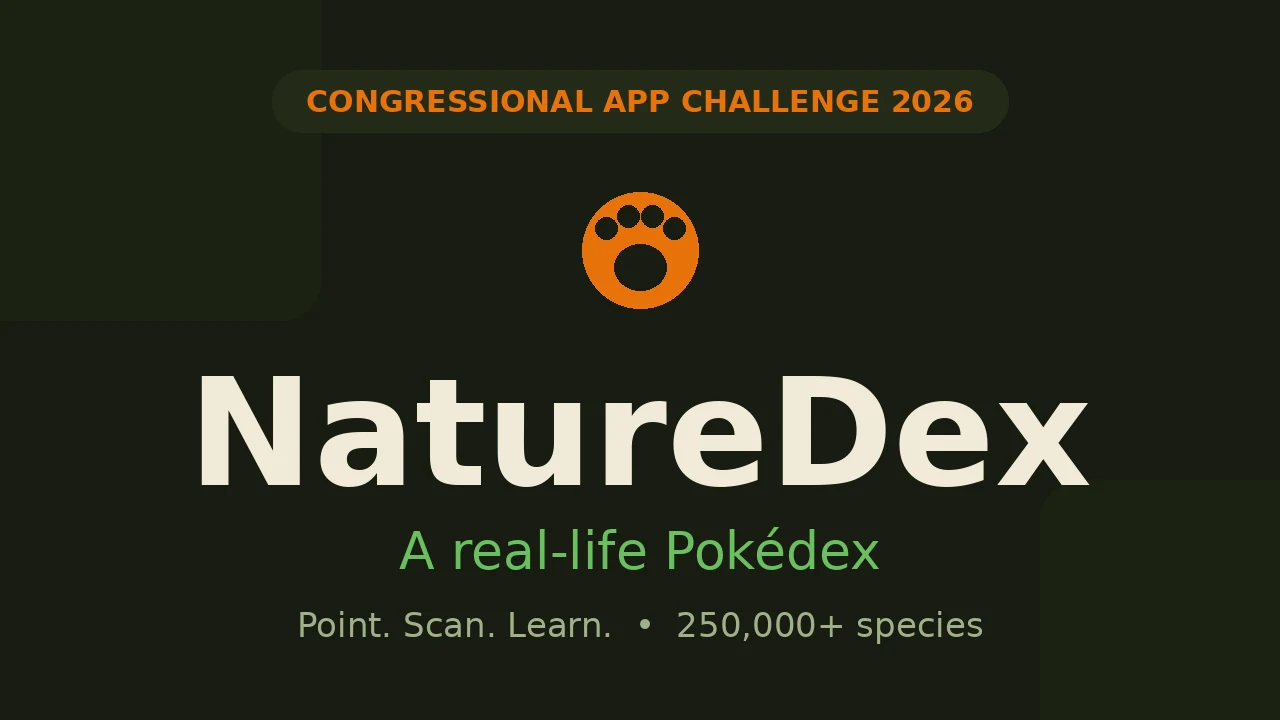 CONGRESSIONAL APP CHALLENGE 2026
NatureDex
A real-life Pokédex
Point. Scan. Learn. • 250,000+ species